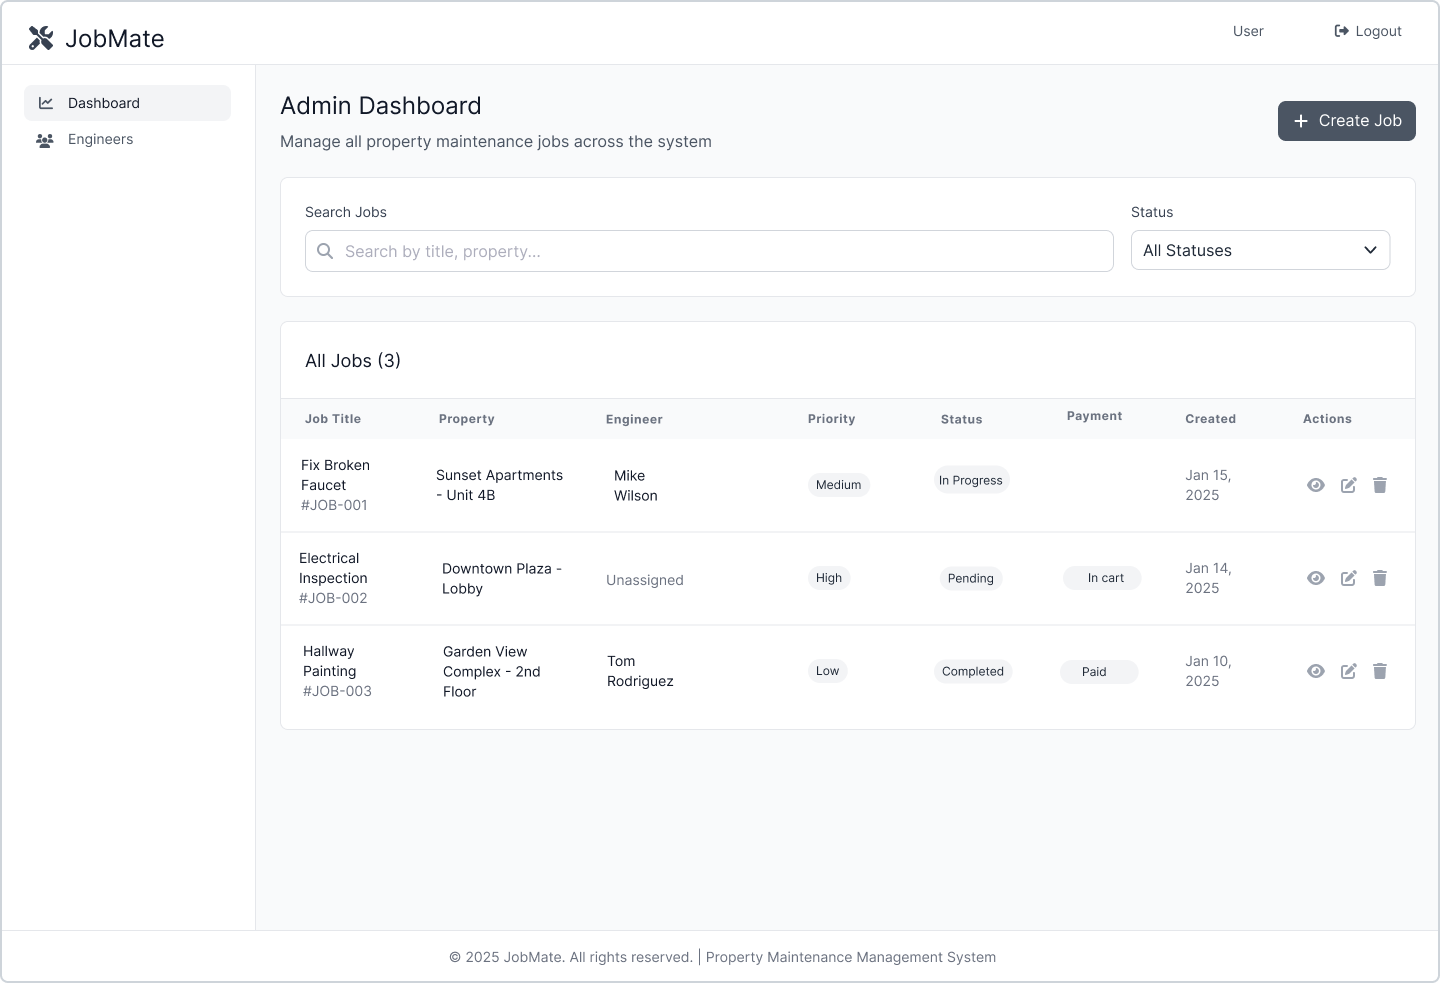 JobMate
User
Logout
Dashboard
Engineers
Admin Dashboard
Manage all property maintenance jobs across the system
Create Job
Search Jobs
Status
Search by title, property...
All Statuses
All Jobs (3)
Job Title Property Engineer Priority Status Payment Created Actions
Fix Broken
Faucet
#JOB-001
Sunset Apartments
- Unit 4B
Mike
Wilson
Medium
In Progress
Jan 15,
2025
Electrical
Inspection
#JOB-002
Downtown Plaza -
Lobby
Unassigned
High
Pending
In cart
Jan 14,
2025
Hallway
Painting
#JOB-003
Garden View
Complex - 2nd
Floor
Tom
Rodriguez
Low
Completed
Paid
Jan 10,
2025
© 2025 JobMate. All rights reserved. | Property Maintenance Management System